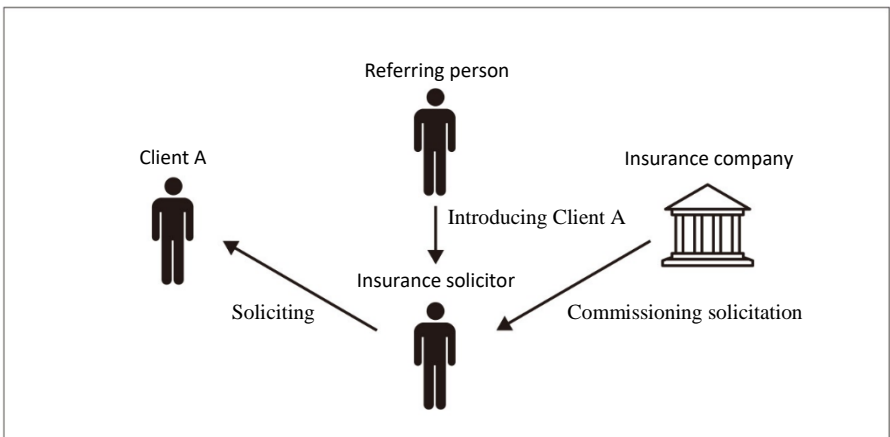 Referring person
Client A
Insurance company
Introducing Client A
Insurance solicitor
Soliciting
Commissioning solicitation